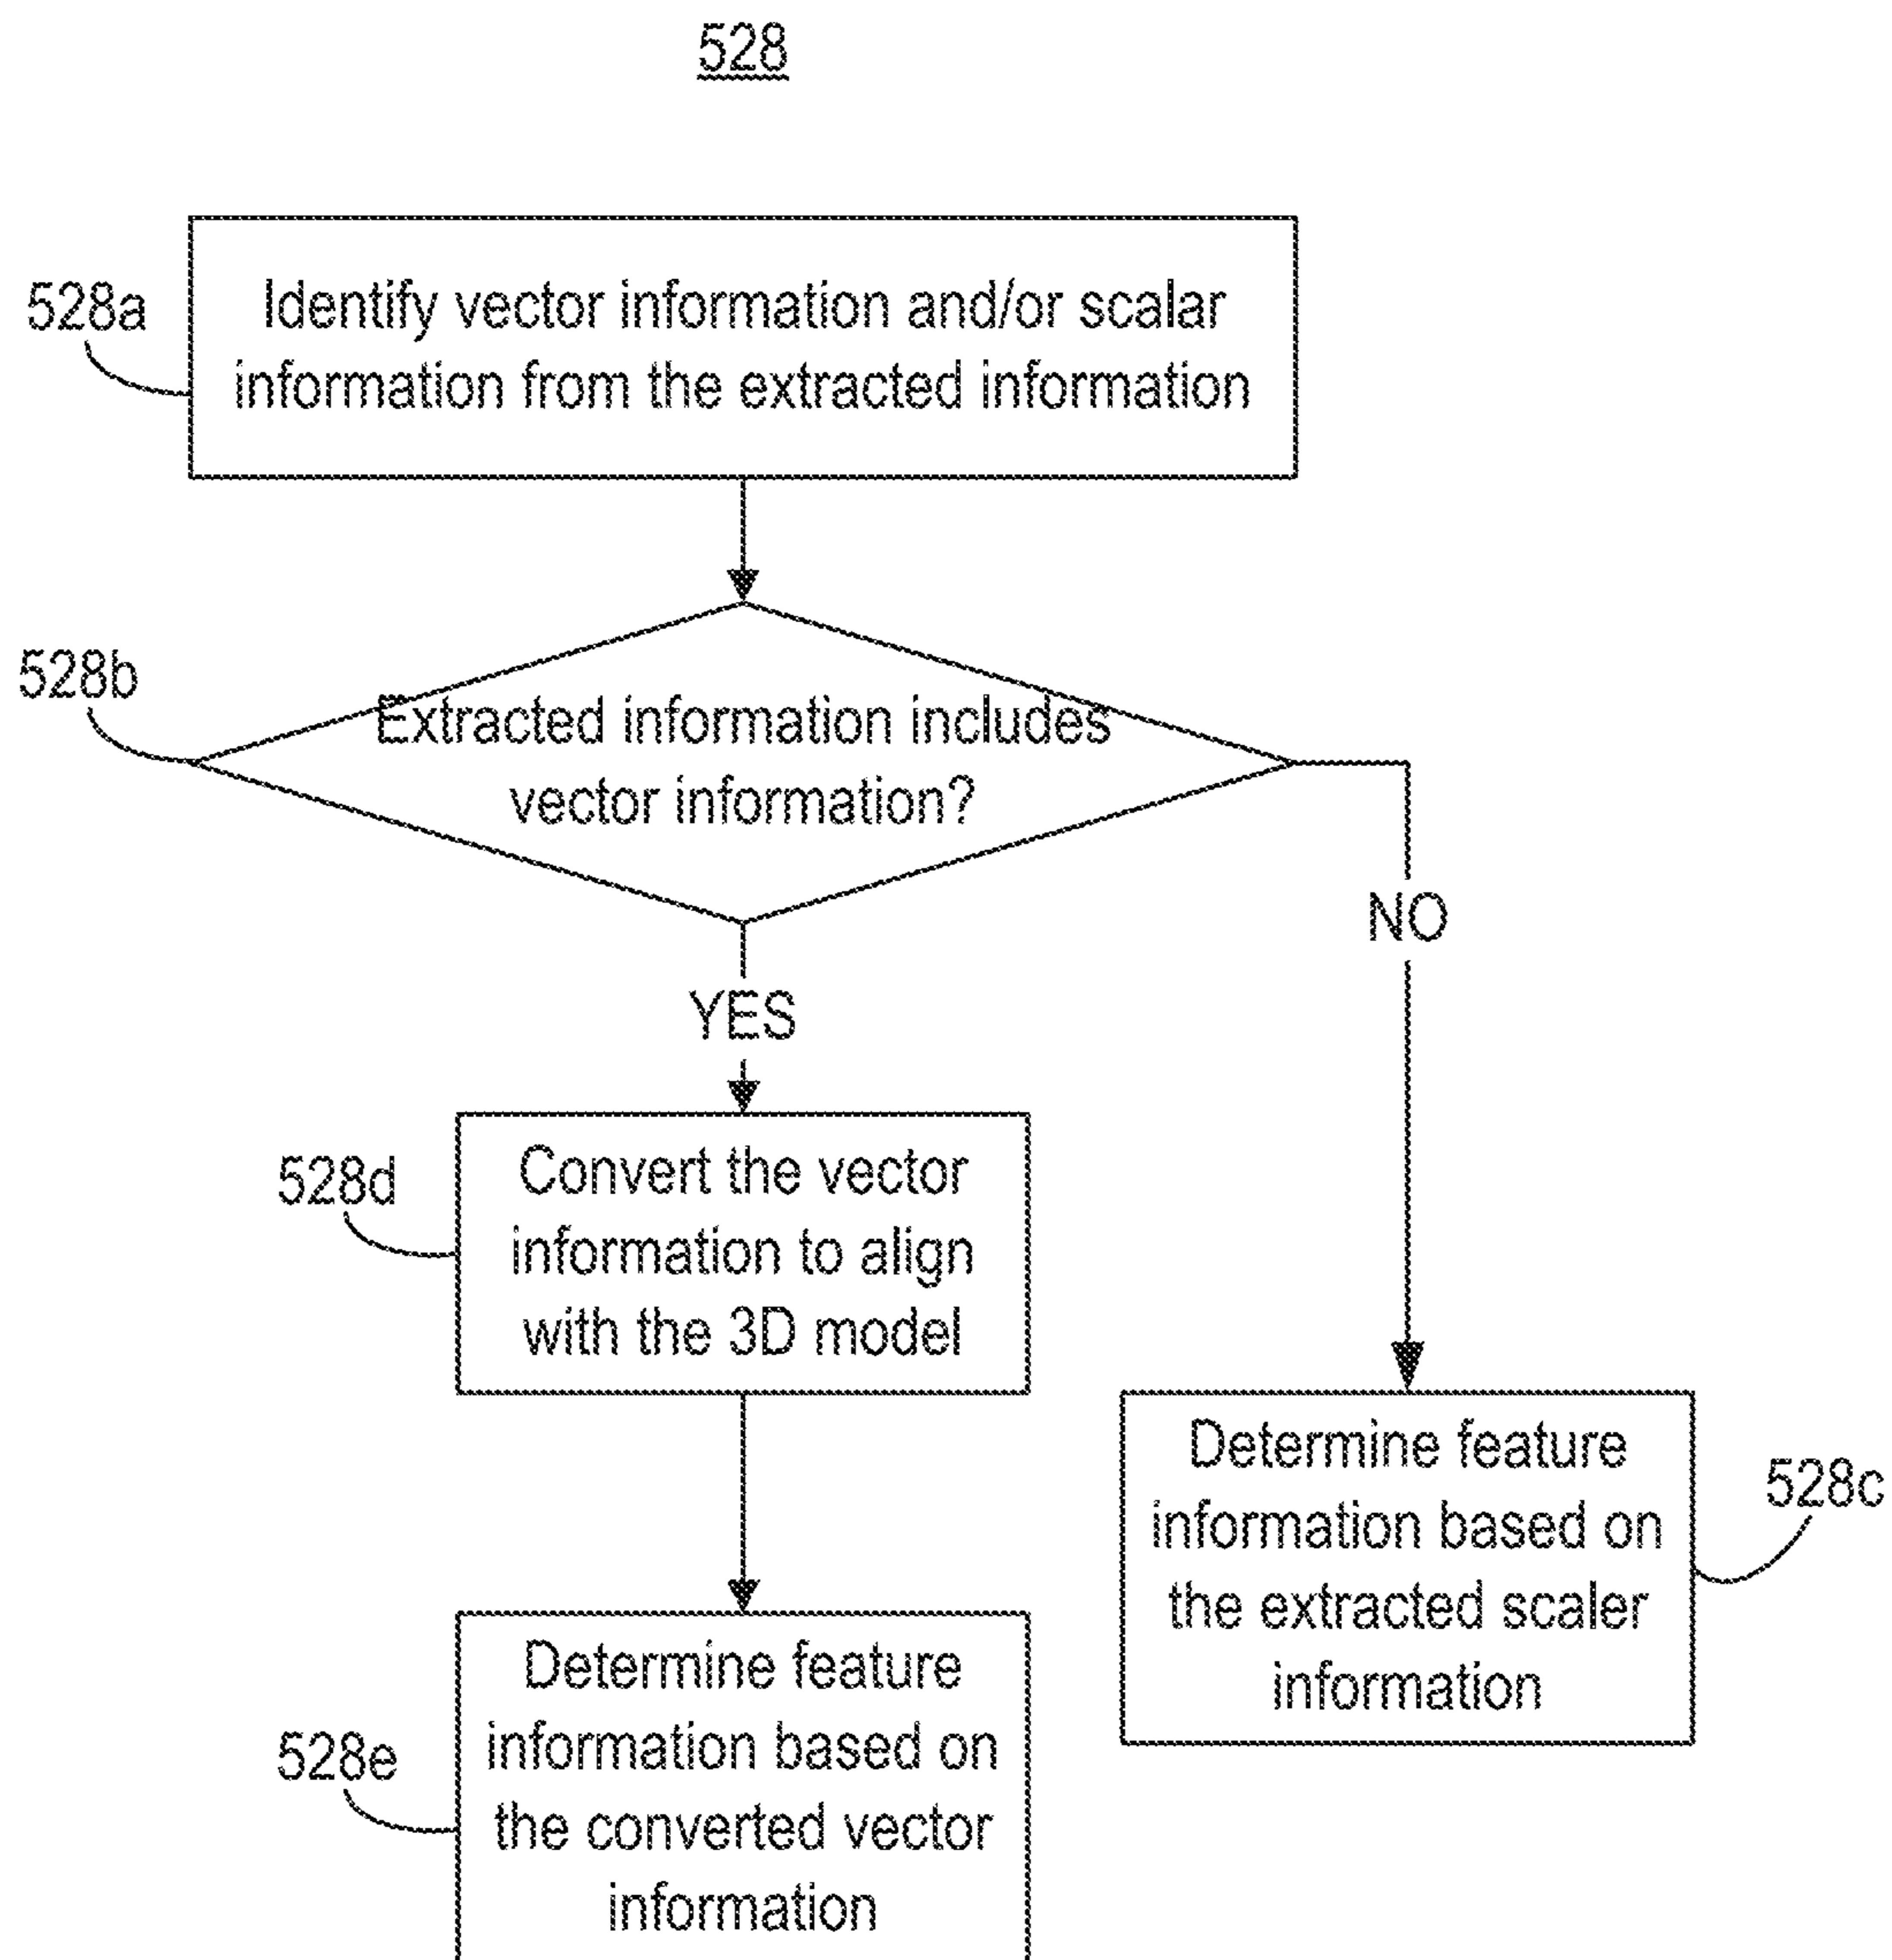 528
528a
Identify vector information and/or scalar
information from the extracted information
528b
Extracted information includes
vector information?
NO
YES
528d
Convert the vector
information to align
with the 3D model
Determine feature
information based on
the extracted scaler
information
528c
528e
Determine feature
information based on
the converted vector
information